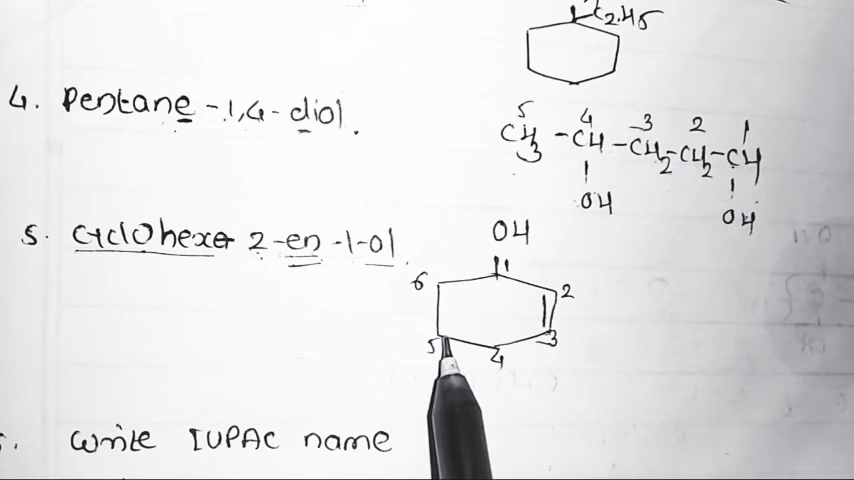 C2H5
4. Pentane -1,4- diol.
5 4 3 2 1
CH3 - CH - CH2 - CH2 - CH
OH OH
5. Cyclohex 2-en-1-ol.
OH
6 1 2
5 4 3
Write IUPAC name